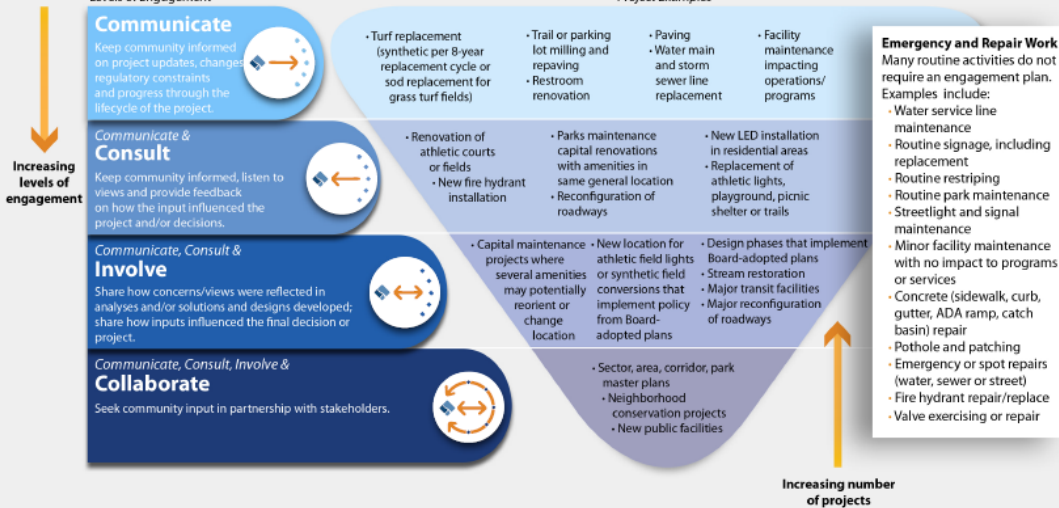 Levels of Engagement
Project Examples
Communicate
Keep community informed
on project updates, changes
regulatory constraints
and progress through the
lifecycle of the project.
• Turf replacement
(synthetic per 8-year
replacement cycle or
sod replacement for
grass turf fields)
• Trail or parking
lot milling and
repaving
• Restroom
renovation
• Paving
• Water main
and storm
sewer line
replacement
• Facility
maintenance
impacting
operations/
programs
Communicate &
Consult
Keep community informed, listen to
views and provide feedback
on how the input influenced the
project and/or decisions.
• Renovation of
athletic courts
or fields
• New fire hydrant
installation
• Parks maintenance
capital renovations
with amenities in
same general location
• Reconfiguration of
roadways
• New LED installation
in residential areas
• Replacement of
athletic lights,
playground, picnic
shelter or trails
Communicate, Consult &
Involve
Share how concerns/views were reflected in
analyses and/or solutions and designs developed;
share how inputs influenced the final decision or
project.
• Capital maintenance
projects where
several amenities
may potentially
reorient or
change
location
• New location for
athletic field lights
or synthetic field
conversions that
implement policy
from Board-
adopted plans
• Design phases that implement
Board-adopted plans
• Stream restoration
• Major transit facilities
• Major reconfiguration
of roadways
Communicate, Consult, Involve &
Collaborate
Seek community input in partnership with stakeholders.
• Sector, area, corridor, park
master plans
• Neighborhood
conservation projects
• New public facilities
Increasing
levels of
engagement
Increasing number
of projects
Emergency and Repair Work
Many routine activities do not
require an engagement plan.
Examples include:
• Water service line
maintenance
• Routine signage, including
replacement
• Routine restriping
• Routine park maintenance
• Streetlight and signal
maintenance
• Minor facility maintenance
with no impact to programs
or services
• Concrete (sidewalk, curb,
gutter, ADA ramp, catch
basin) repair
• Pothole and patching
• Emergency or spot repairs
(water, sewer or street)
• Fire hydrant repair/replace
• Valve exercising or repair